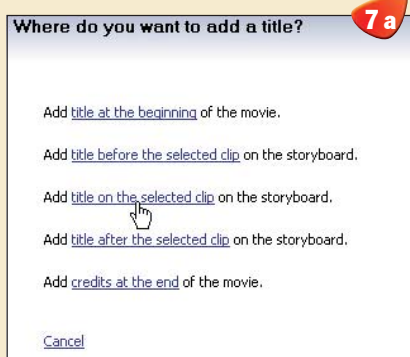 Where do you want to add a title?
7 a
Add title at the beginning of the movie.
Add title before the selected clip on the storyboard.
Add title on the selected clip on the storyboard.
Add title after the selected clip on the storyboard.
Add credits at the end of the movie.
Cancel